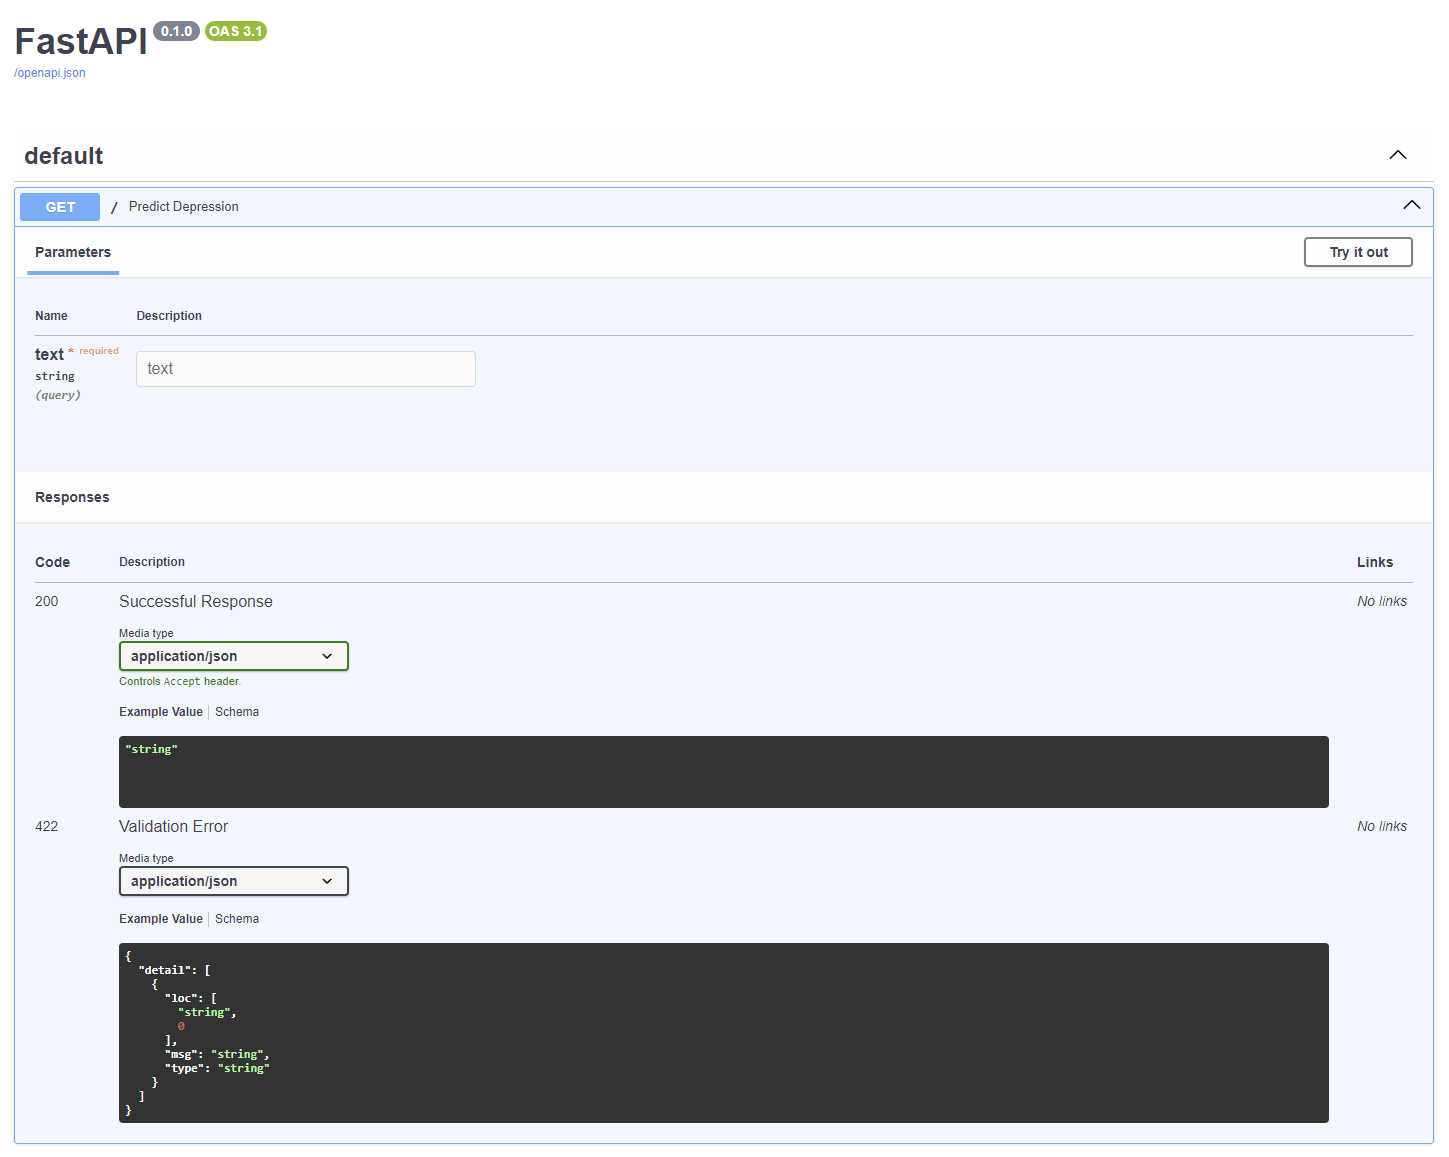 FastAPI 0.1.0 OAS 3.1
/openapi.json
default
GET / Predict Depression
Parameters
Try it out
Name Description
text * required
string
(query)
text
Responses
Code Description Links
200 Successful Response No links
Media type
application/json
Controls Accept header.
Example Value Schema
"string"
422 Validation Error No links
Media type
application/json
Example Value Schema
{
  "detail": [
    {
      "loc": [
        "string",
        0
      ],
      "msg": "string",
      "type": "string"
    }
  ]
}